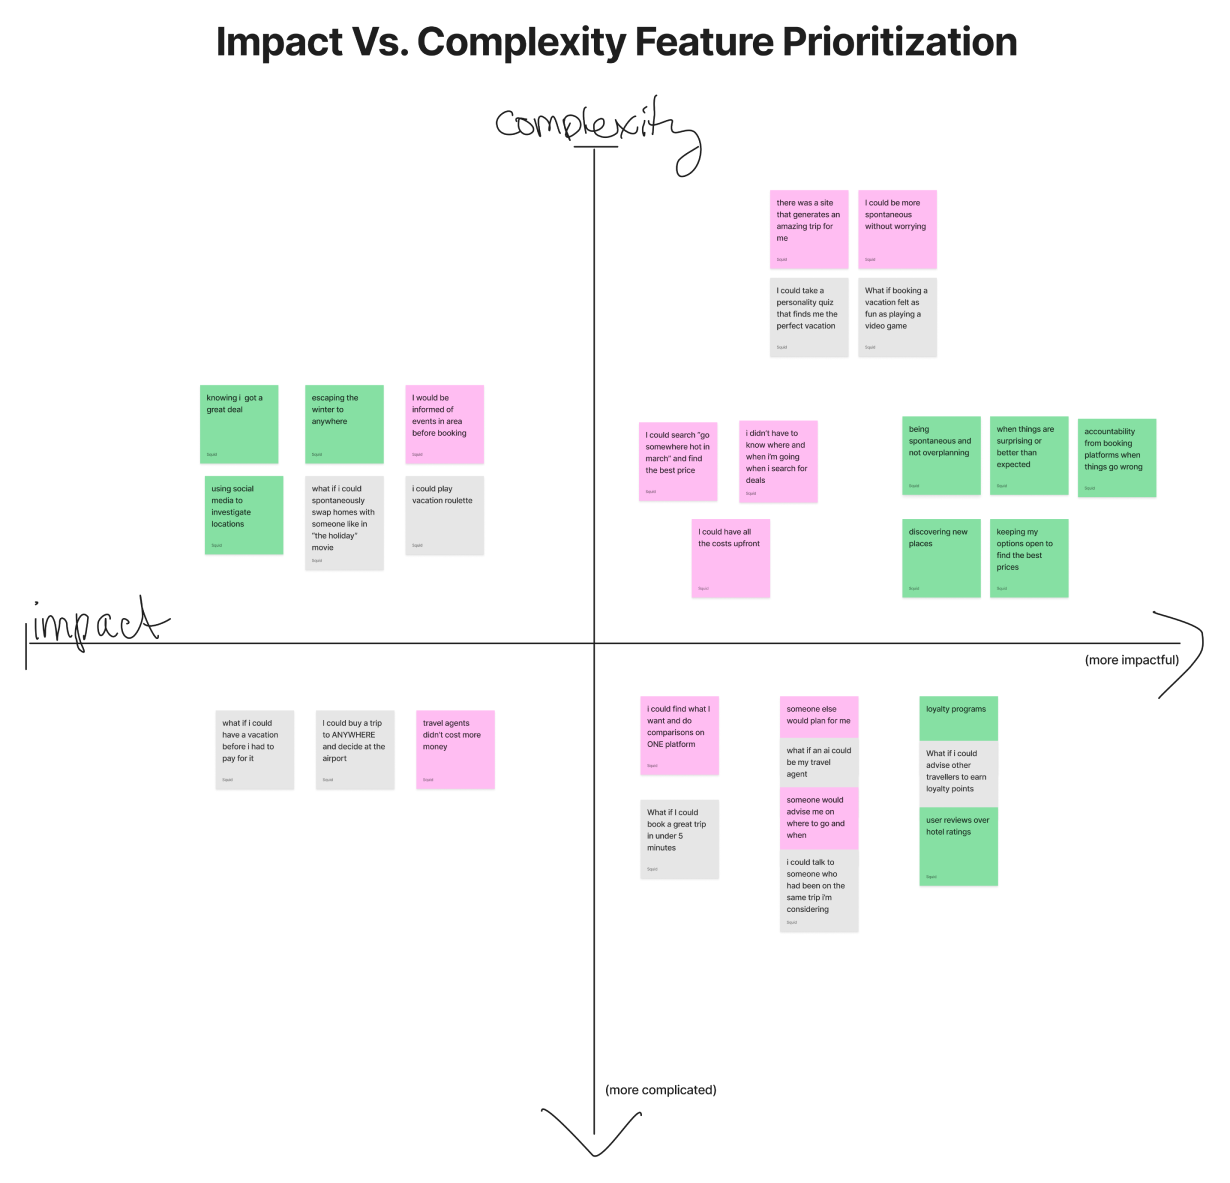 Impact Vs. Complexity Feature Prioritization
complexity
there was a site
that generates an
amazing trip for
me
Squid
I could be more
spontaneous
without worrying
Squid
I could take a
personality quiz
that finds me the
perfect vacation
Squid
What if booking a
vacation felt as
fun as playing a
video game
Squid
knowing i got a
great deal
Squid
escaping the
winter to
anywhere
Squid
I would be
informed of
events in area
before booking
Squid
using social
media to
investigate
locations
Squid
what if i could
spontaneously
swap homes with
someone like in
"the holiday"
movie
Squid
i could play
vacation roulette
Squid
I could search "go
somewhere hot in
march" and find
the best price
Squid
i didn't have to
know where and
when i'm going
when i search for
deals
Squid
I could have all
the costs upfront
Squid
being
spontaneous and
not overplanning
Squid
when things are
surprising or
better than
expected
Squid
accountability
from booking
platforms when
things go wrong
Squid
discovering new
places
Squid
keeping my
options open to
find the best
prices
Squid
impact
(more impactful)
what if i could
have a vacation
before i had to
pay for it
Squid
I could buy a trip
to ANYWHERE
and decide at the
airport
Squid
travel agents
didn't cost more
money
Squid
i could find what I
want and do
comparisons on
ONE platform
Squid
What if I could
book a great trip
in under 5
minutes
Squid
someone else
would plan for me
what if an ai could
be my travel
agent
someone would
advise me on
where to go and
when
i could talk to
someone who
had been on the
same trip i'm
considering
Squid
loyalty programs
What if i could
advise other
travellers to earn
loyalty points
user reviews over
hotel ratings
Squid
(more complicated)